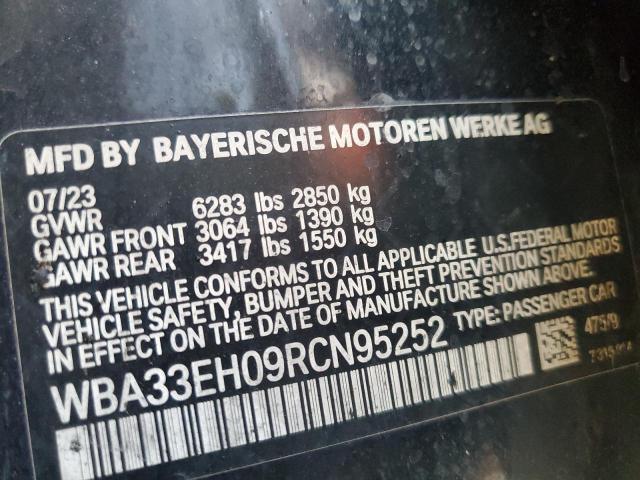 MFD BY BAYERISCHE MOTOREN WERKE AG
07/23
GVWR 6283 lbs 2850 kg
GAWR FRONT 3064 lbs 1390 kg
GAWR REAR 3417 lbs 1550 kg
THIS VEHICLE CONFORMS TO ALL APPLICABLE U.S.FEDERAL MOTOR
VEHICLE SAFETY, BUMPER AND THEFT PREVENTION STANDARDS
IN EFFECT ON THE DATE OF MANUFACTURE SHOWN ABOVE.
WBA33EH09RCN95252 TYPE: PASSENGER CAR
475/9